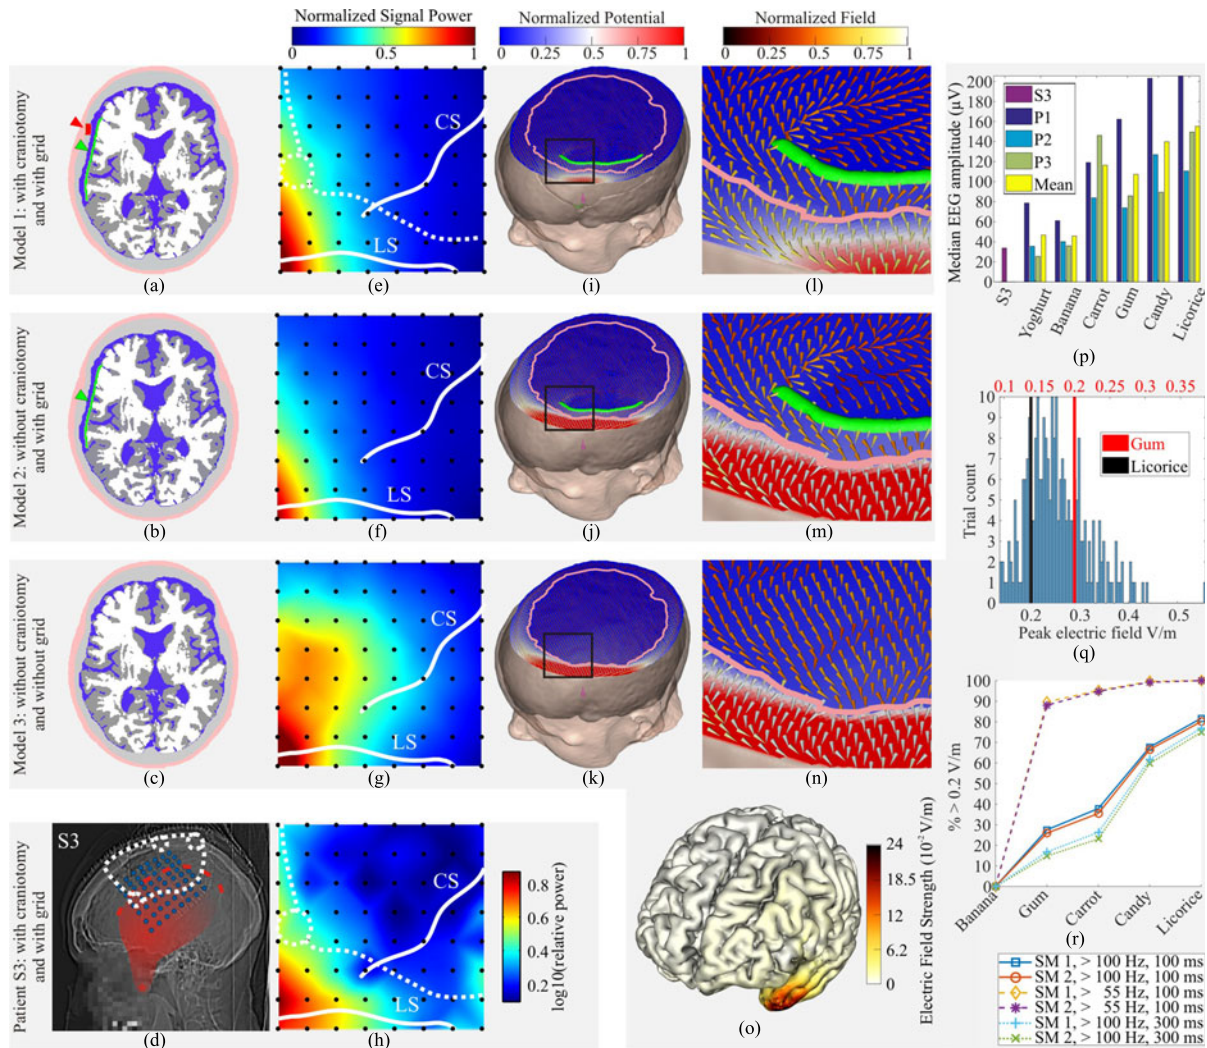 Normalized Signal Power
0 0.5 1
Normalized Potential
0 0.25 0.5 0.75 1
Normalized Field
0 0.25 0.5 0.75 1
Model 1: with craniotomy
and with grid
(a)
CS
LS
(e)
(i)
(l)
Median EEG amplitude (µV)
200
180
160
140
120
100
80
60
40
20
0
S3
P1
P2
P3
Mean
S3
Yoghurt
Banana
Carrot
Gum
Candy
Licorice
(p)
Model 2: without craniotomy
and with grid
(b)
CS
LS
(f)
(j)
(m)
0.1 0.15 0.2 0.3 0.35
Trial count
10
9
8
7
6
5
4
3
2
1
0
Gum
Licorice
0.2 0.3 0.4 0.5
Peak electric field V/m
(q)
Model 3: without craniotomy
and without grid
(c)
CS
LS
(g)
(k)
(n)
% > 0.2 V/m
100
90
80
70
60
50
40
30
20
10
0
Banana
Gum
Carrot
Candy
Licorice
(r)
SM 1, > 100 Hz, 100 ms
SM 2, > 100 Hz, 100 ms
SM 1, > 55 Hz, 100 ms
SM 2, > 55 Hz, 100 ms
SM 1, >100 Hz, 300 ms
SM 2, >100 Hz, 300 ms
Patient S3: with craniotomy
and with grid
S3
(d)
CS
LS
(h)
log10(relative power)
0.8
0.6
0.4
0.2
(o)
Electric Field Strength (10⁻² V/m)
24
18.5
12
6.2
0